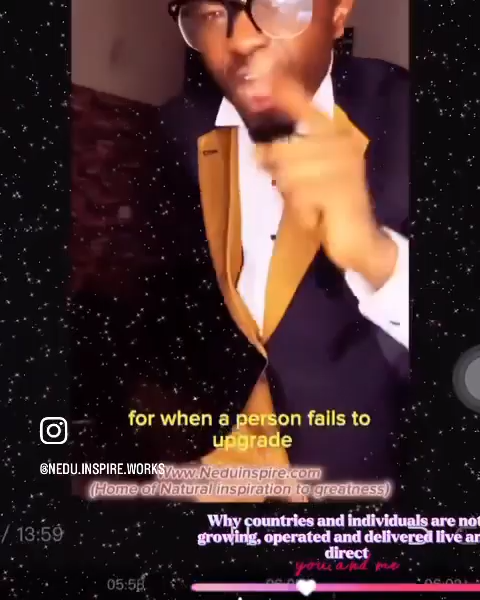 for when a person fails to
upgrade
@NEDU.INSPIRE.WORKS
Www.Neduinspire.com
(Home of Natural inspiration to greatness)
/ 13:59
Why countries and individuals are not
growing, operated and delivered live an
direct
you and me
05:5